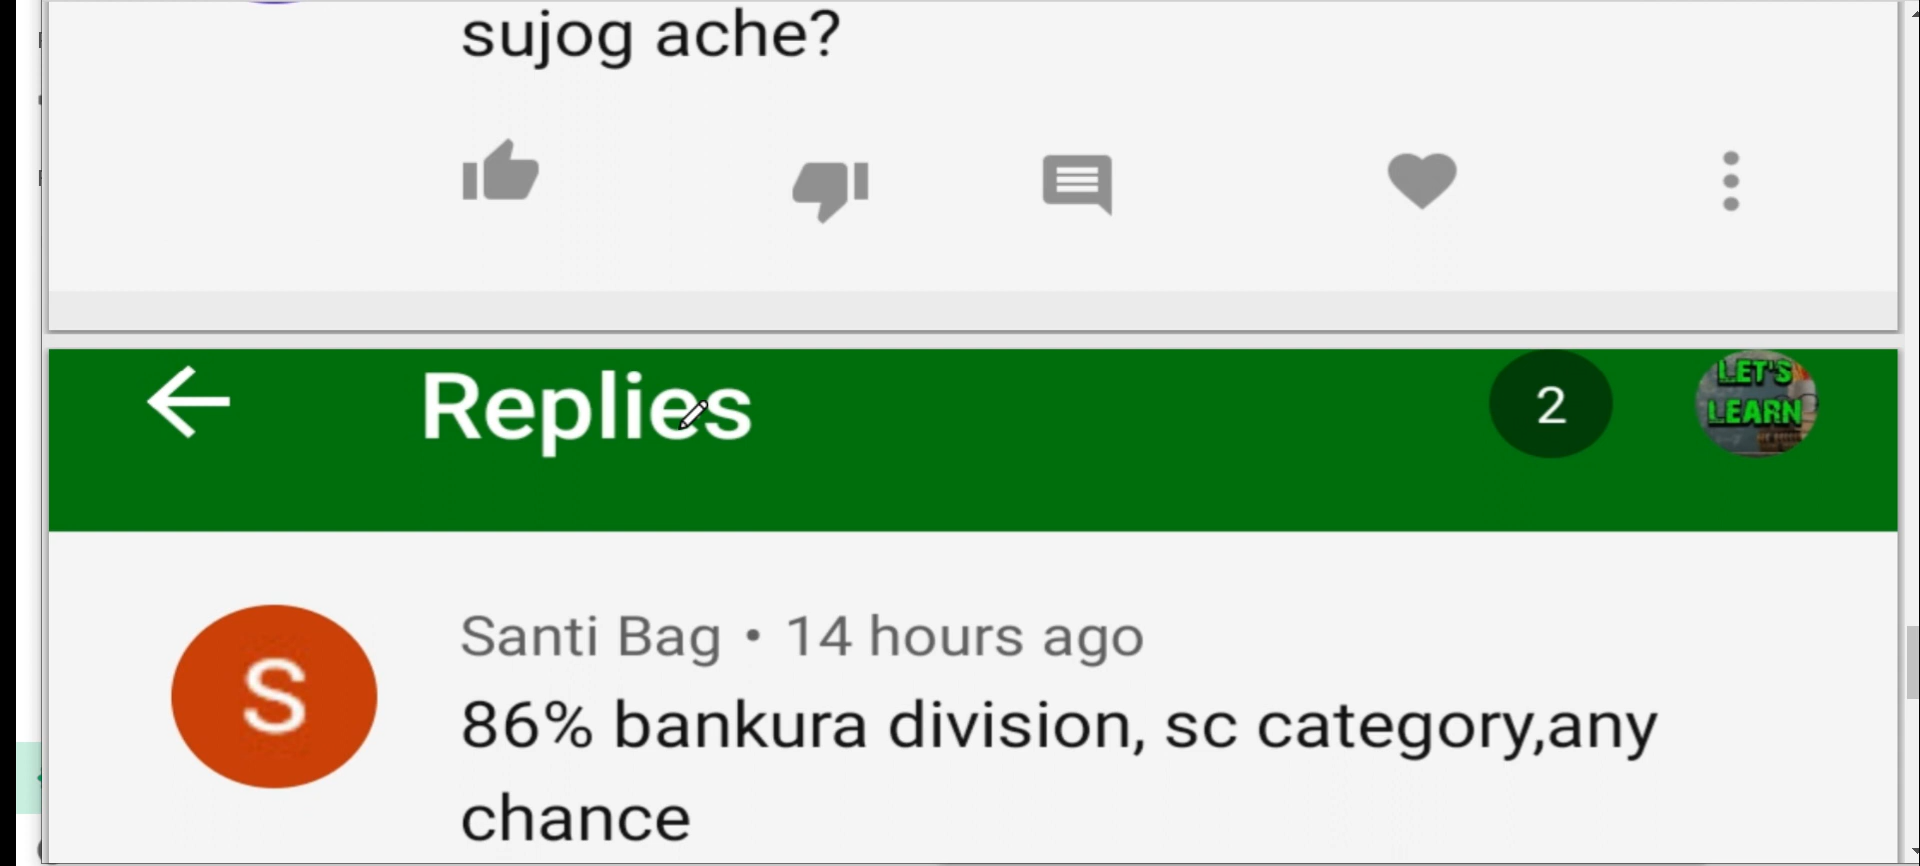 sujog ache?
Replies
2
LET'S
LEARN
S
Santi Bag • 14 hours ago
86% bankura division, sc category,any
chance